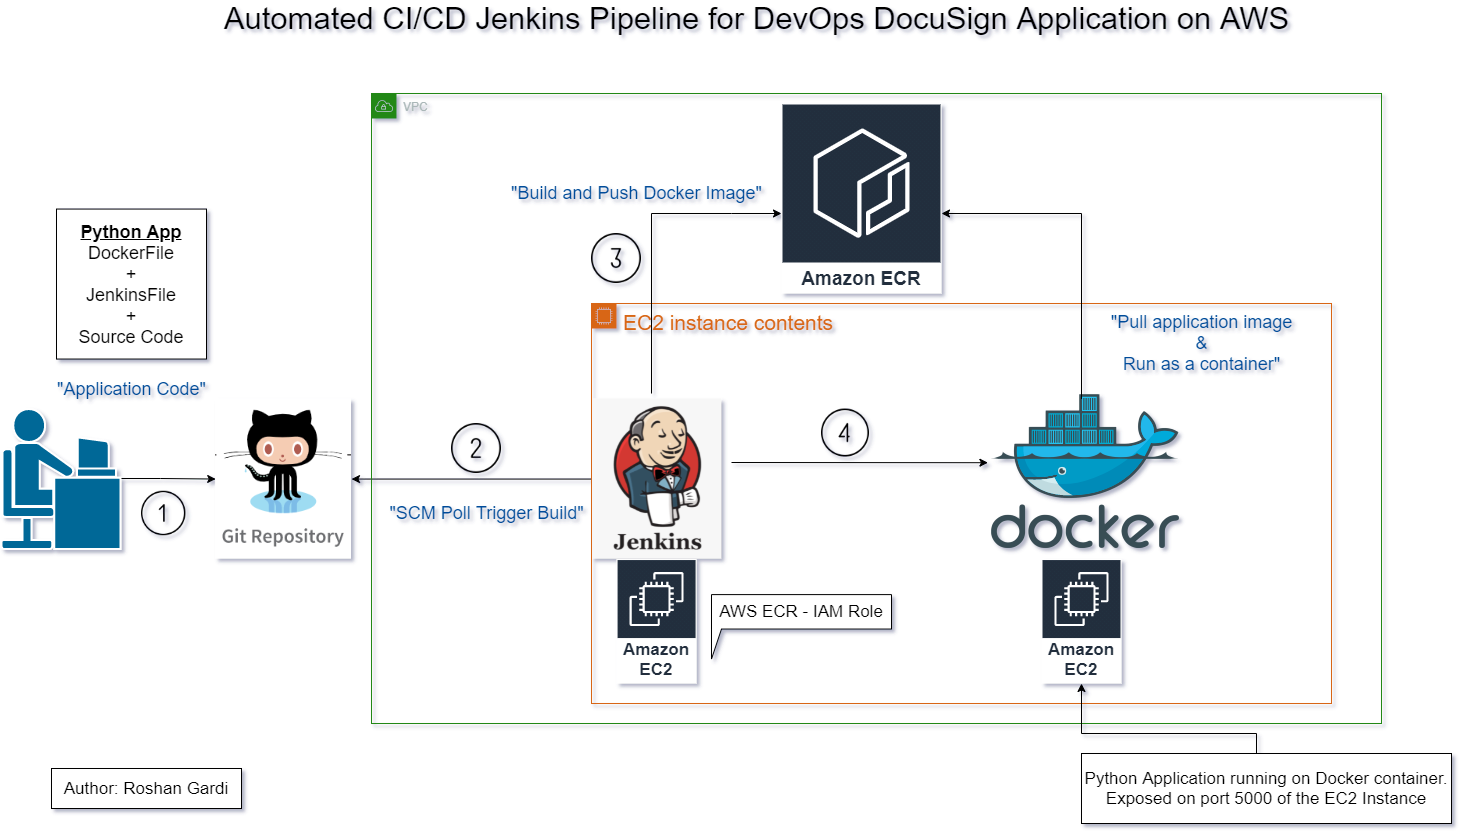 Automated CI/CD Jenkins Pipeline for DevOps DocuSign Application on AWS
VPC
"Build and Push Docker Image"
Amazon ECR
Python App
DockerFile
+
JenkinsFile
+
Source Code
3
EC2 instance contents
"Pull application image
&
Run as a container"
"Application Code"
1
Git Repository
2
"SCM Poll Trigger Build"
Jenkins
4
docker
Amazon
EC2
AWS ECR - IAM Role
Amazon
EC2
Python Application running on Docker container.
Exposed on port 5000 of the EC2 Instance
Author: Roshan Gardi